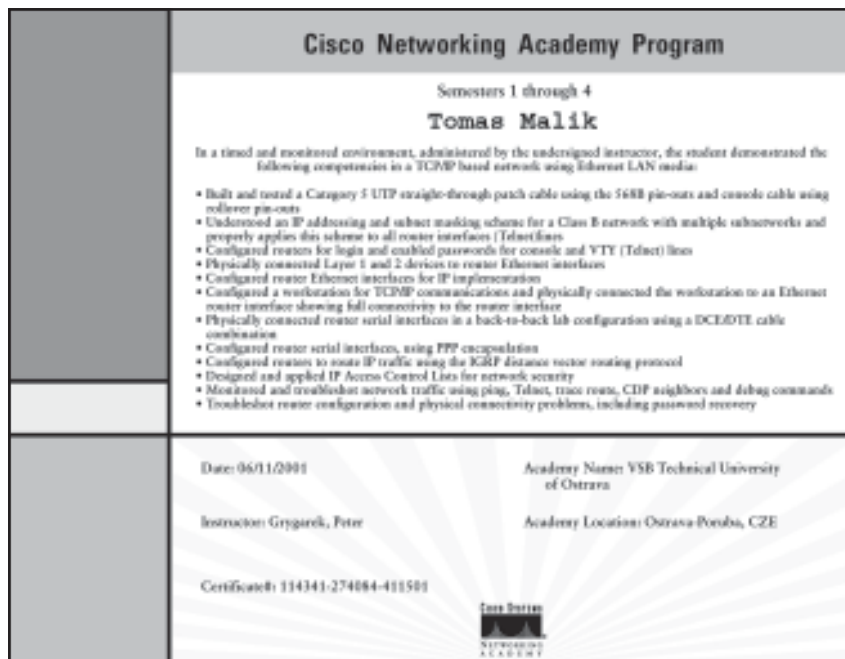 Cisco Networking Academy Program
Semesters 1 through 4
Tomas Malik
In a timed and monitored environment, administered by the undersigned instructor, the student demonstrated the
following competencies in a TCP/IP based network using Ethernet LAN media:
• Built and tested a Category 5 UTP straight-through patch cable using the 568B pin-outs and console cable using
rollover pin-outs
• Understood an IP addressing and subnet masking scheme for a Class B network with multiple subnetworks and
properly applies this scheme to all router interfaces (Telnet)lines
• Configured routers for login and enabled passwords for console and VTY (Telnet) lines
• Physically connected Layer 1 and 2 devices to router Ethernet interfaces
• Configured router Ethernet interfaces for IP implementation
• Configured a workstation for TCP/IP communications and physically connected the workstation to an Ethernet
router interface showing full connectivity to the router interface
• Physically connected router serial interfaces in a back-to-back lab configuration using a DCE/DTE cable
combination
• Configured router serial interfaces, using PPP encapsulation
• Configured routers to route IP traffic using the IGRP distance vector routing protocol
• Designed and applied IP Access Control Lists for network security
• Monitored and troubleshot network traffic using ping, Telnet, trace route, CDP neighbors and debug commands
• Troubleshot router configuration and physical connectivity problems, including password recovery
Date: 06/11/2001
Academy Name: VSB Technical University
of Ostrava
Instructor: Grygarek, Peter
Academy Location: Ostrava-Poruba, CZE
Certificate#: 114341-274084-411501
CISCO SYSTEMS
NETWORKING
ACADEMY